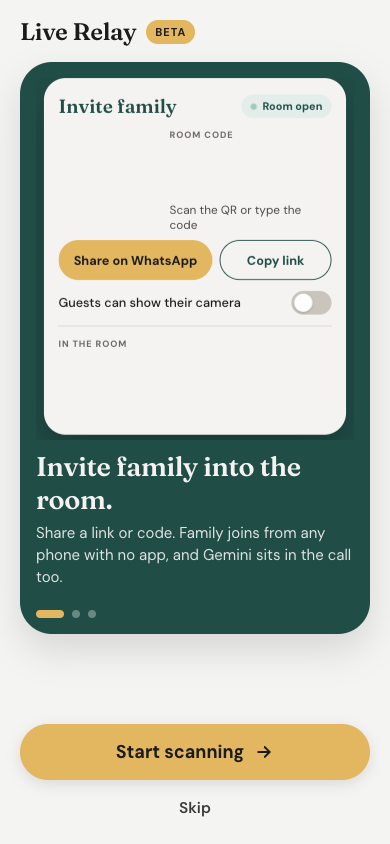 Live Relay BETA
Invite family
Room open
ROOM CODE
Scan the QR or type the
code
Share on WhatsApp
Copy link
Guests can show their camera
IN THE ROOM
Invite family into the
room.
Share a link or code. Family joins from any
phone with no app, and Gemini sits in the call
too.
Start scanning →
Skip